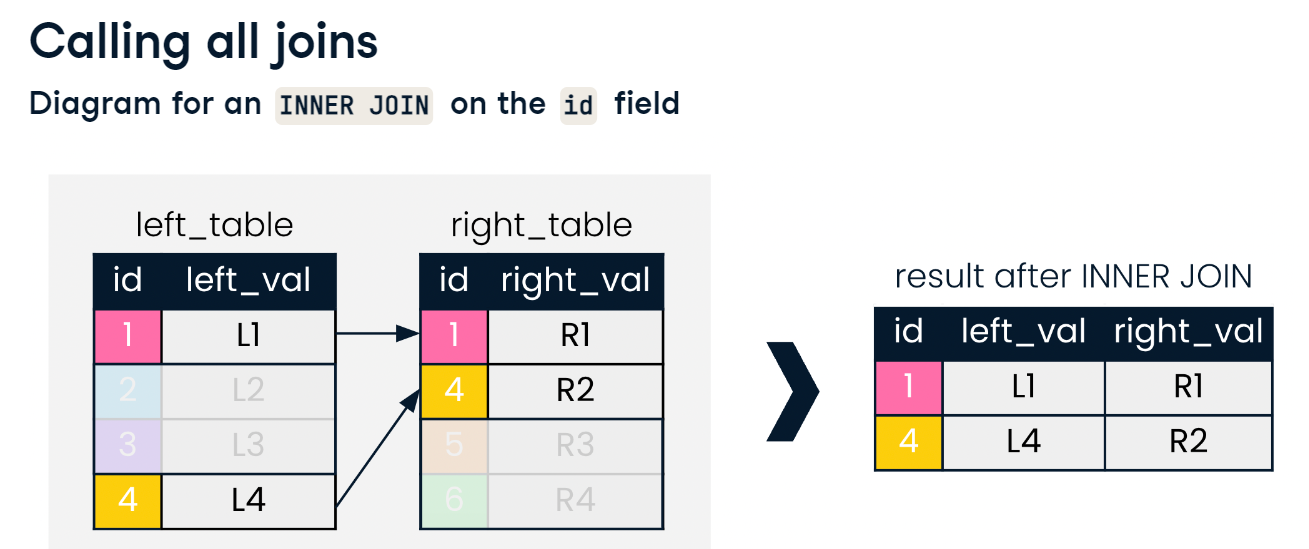 Calling all joins
Diagram for an INNER JOIN on the id field
left_table
id left_val
1 L1
2 L2
3 L3
4 L4
right_table
id right_val
1 R1
4 R2
5 R3
6 R4
result after INNER JOIN
id left_val right_val
1 L1 R1
4 L4 R2